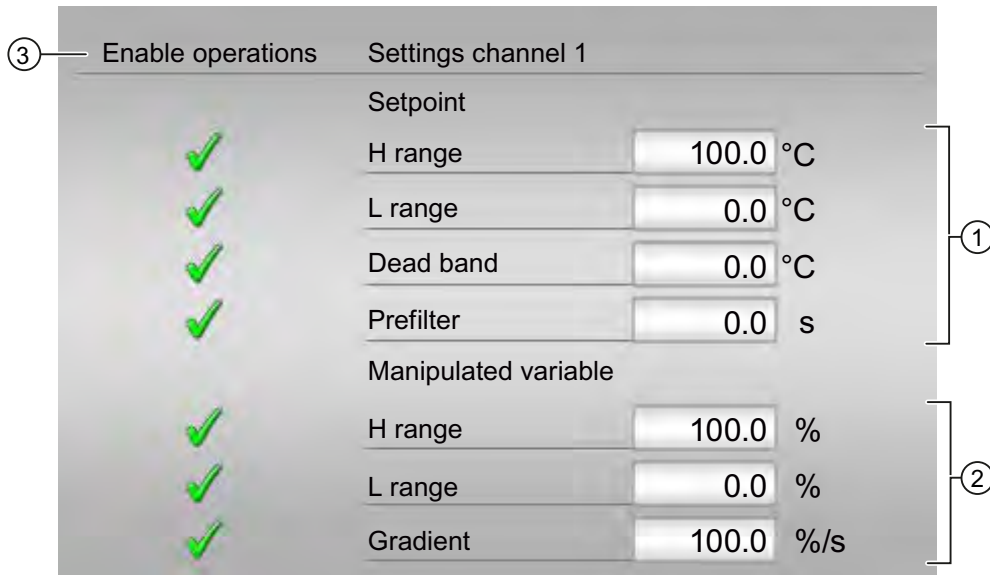 ③ Enable operations Settings channel 1
Setpoint
H range 100.0 °C
L range 0.0 °C
①
Dead band 0.0 °C
Prefilter 0.0 s
Manipulated variable
H range 100.0 %
L range 0.0 % ②
Gradient 100.0 %/s